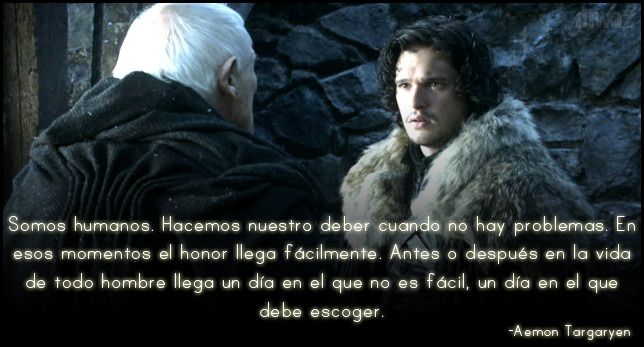 Somos humanos. Hacemos nuestro deber cuando no hay problemas. En
esos momentos el honor llega fácilmente. Antes o después en la vida
de todo hombre llega un día en el que no es fácil, un día en el que
debe escoger.
-Aemon Targaryen